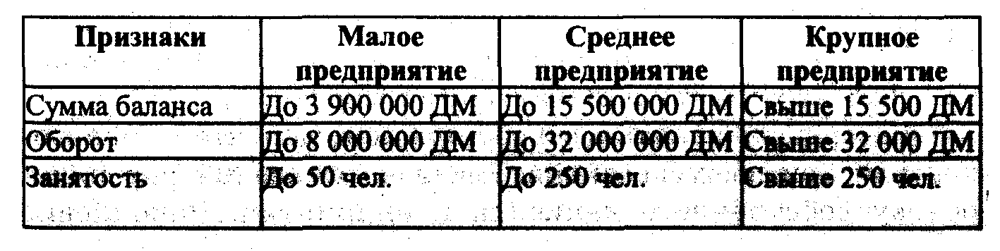 Признаки Малое Среднее Крупное
предприятие предприятие предприятие
Сумма баланса До 3 900 000 ДМ До 15 500 000 ДМ Свыше 15 500 ДМ
Оборот До 8 000 000 ДМ До 32 000 000 ДМ Свыше 32 000 ДМ
Занятость До 50 чел. До 250 чел. Свыше 250 чел.